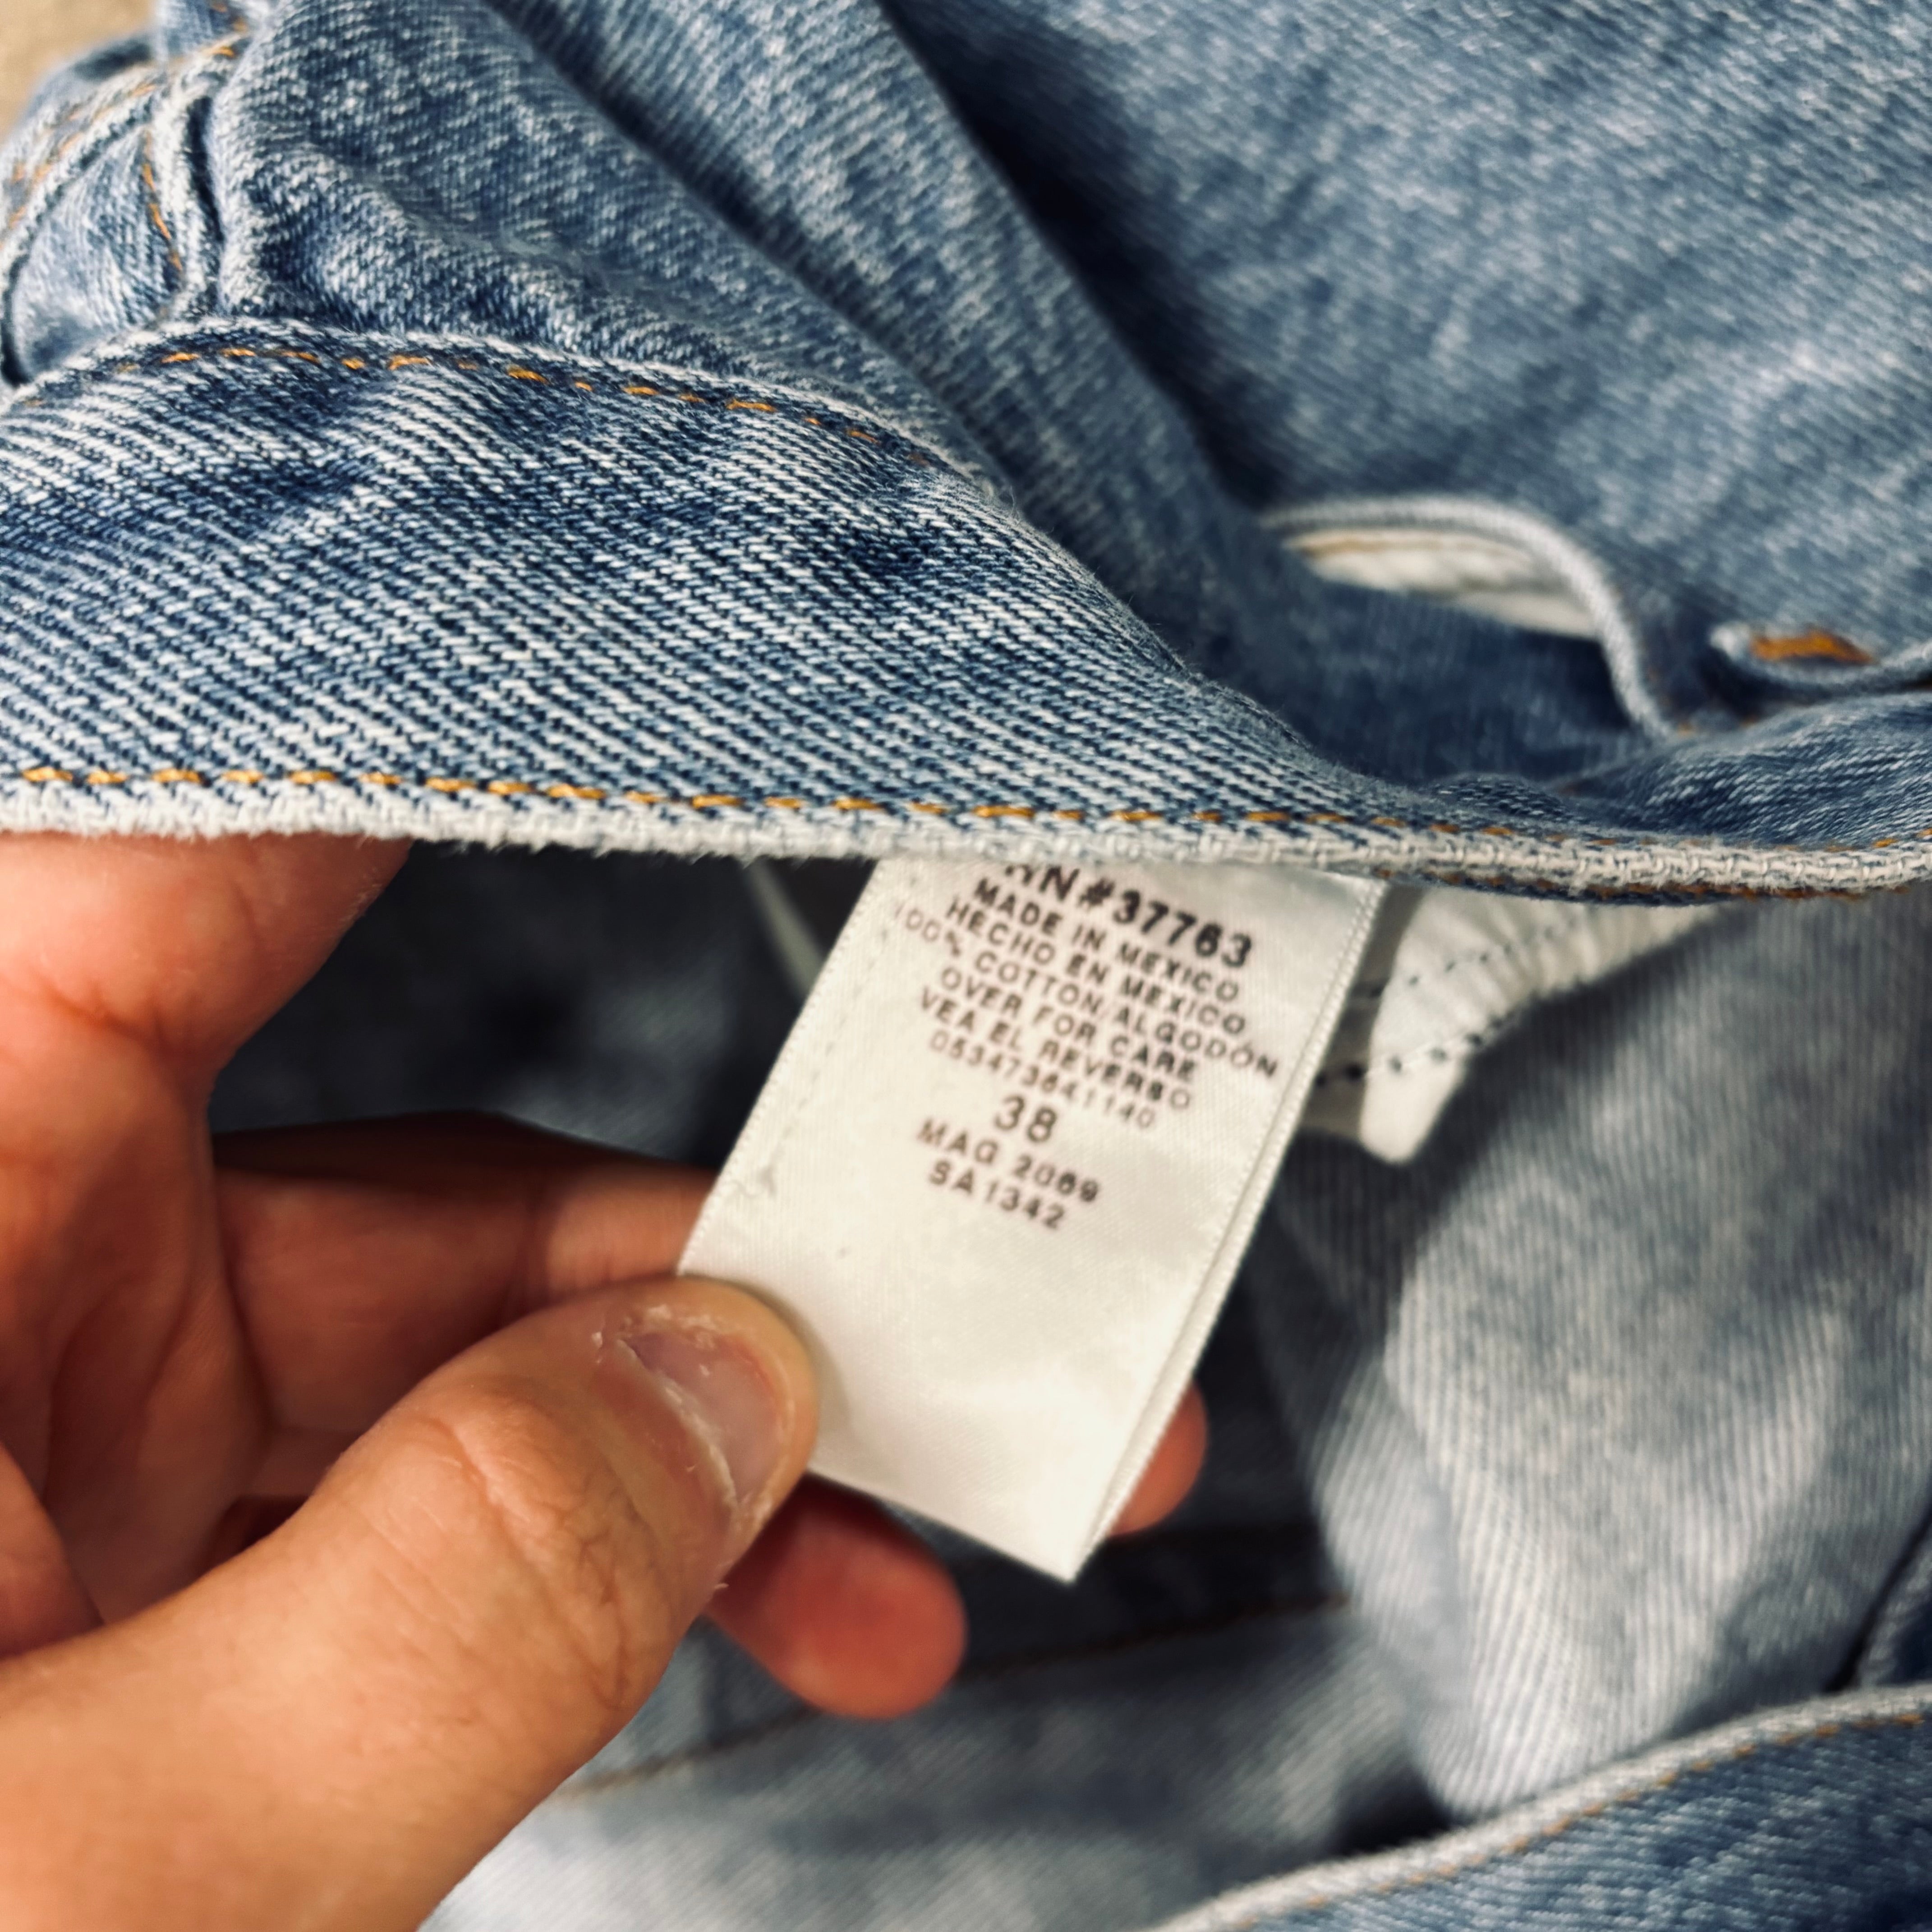 RN#37763
MADE IN MEXICO
HECHO EN MEXICO
100% COTTON/ALGODÓN
OVER FOR CARE
VEA EL REVERSO
053473641140
38
MAG 2069
SA1342